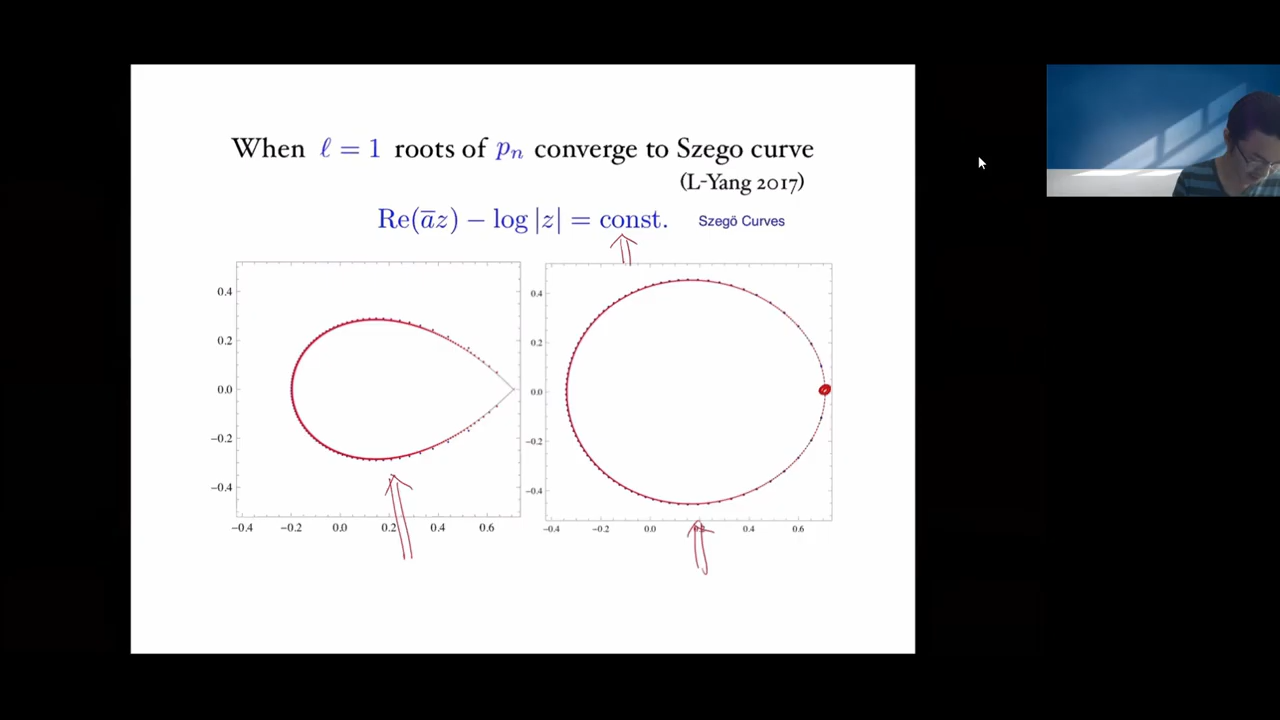 When ℓ = 1 roots of pₙ converge to Szego curve
(L-Yang 2017)
Re(a̅z) − log |z| = const. Szegö Curves
0.4
0.2
0.0
−0.2
−0.4
−0.4 −0.2 0.0 0.2 0.4 0.6
0.4
0.2
0.0
−0.2
−0.4
−0.4 −0.2 0.0 0.4 0.6